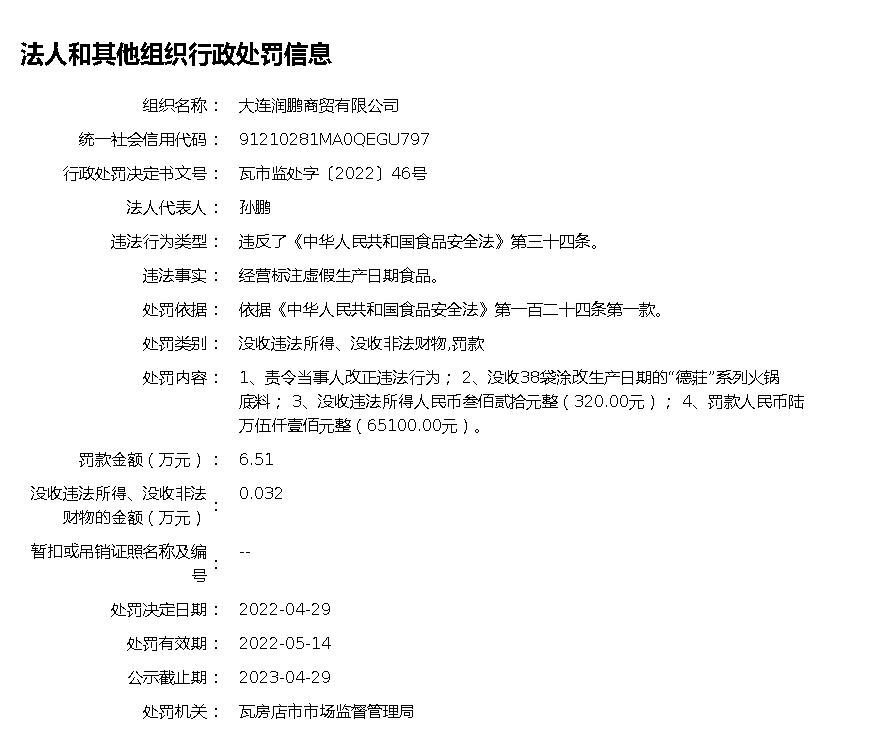 法人和其他组织行政处罚信息
组织名称： 大连润鹏商贸有限公司
统一社会信用代码： 91210281MA0QEGU797
行政处罚决定书文号： 瓦市监处字〔2022〕46号
法人代表人： 孙鹏
违法行为类型： 违反了《中华人民共和国食品安全法》第三十四条。
违法事实： 经营标注虚假生产日期食品。
处罚依据： 依据《中华人民共和国食品安全法》第一百二十四条第一款。
处罚类别： 没收违法所得、没收非法财物,罚款
处罚内容： 1、责令当事人改正违法行为； 2、没收38袋涂改生产日期的“德莊”系列火锅
底料； 3、没收违法所得人民币叁佰贰拾元整（320.00元）； 4、罚款人民币陆
万伍仟壹佰元整（65100.00元）。
罚款金额（万元）： 6.51
没收违法所得、没收非法
财物的金额（万元）： 0.032
暂扣或吊销证照名称及编
号： --
处罚决定日期： 2022-04-29
处罚有效期： 2022-05-14
公示截止期： 2023-04-29
处罚机关： 瓦房店市市场监督管理局